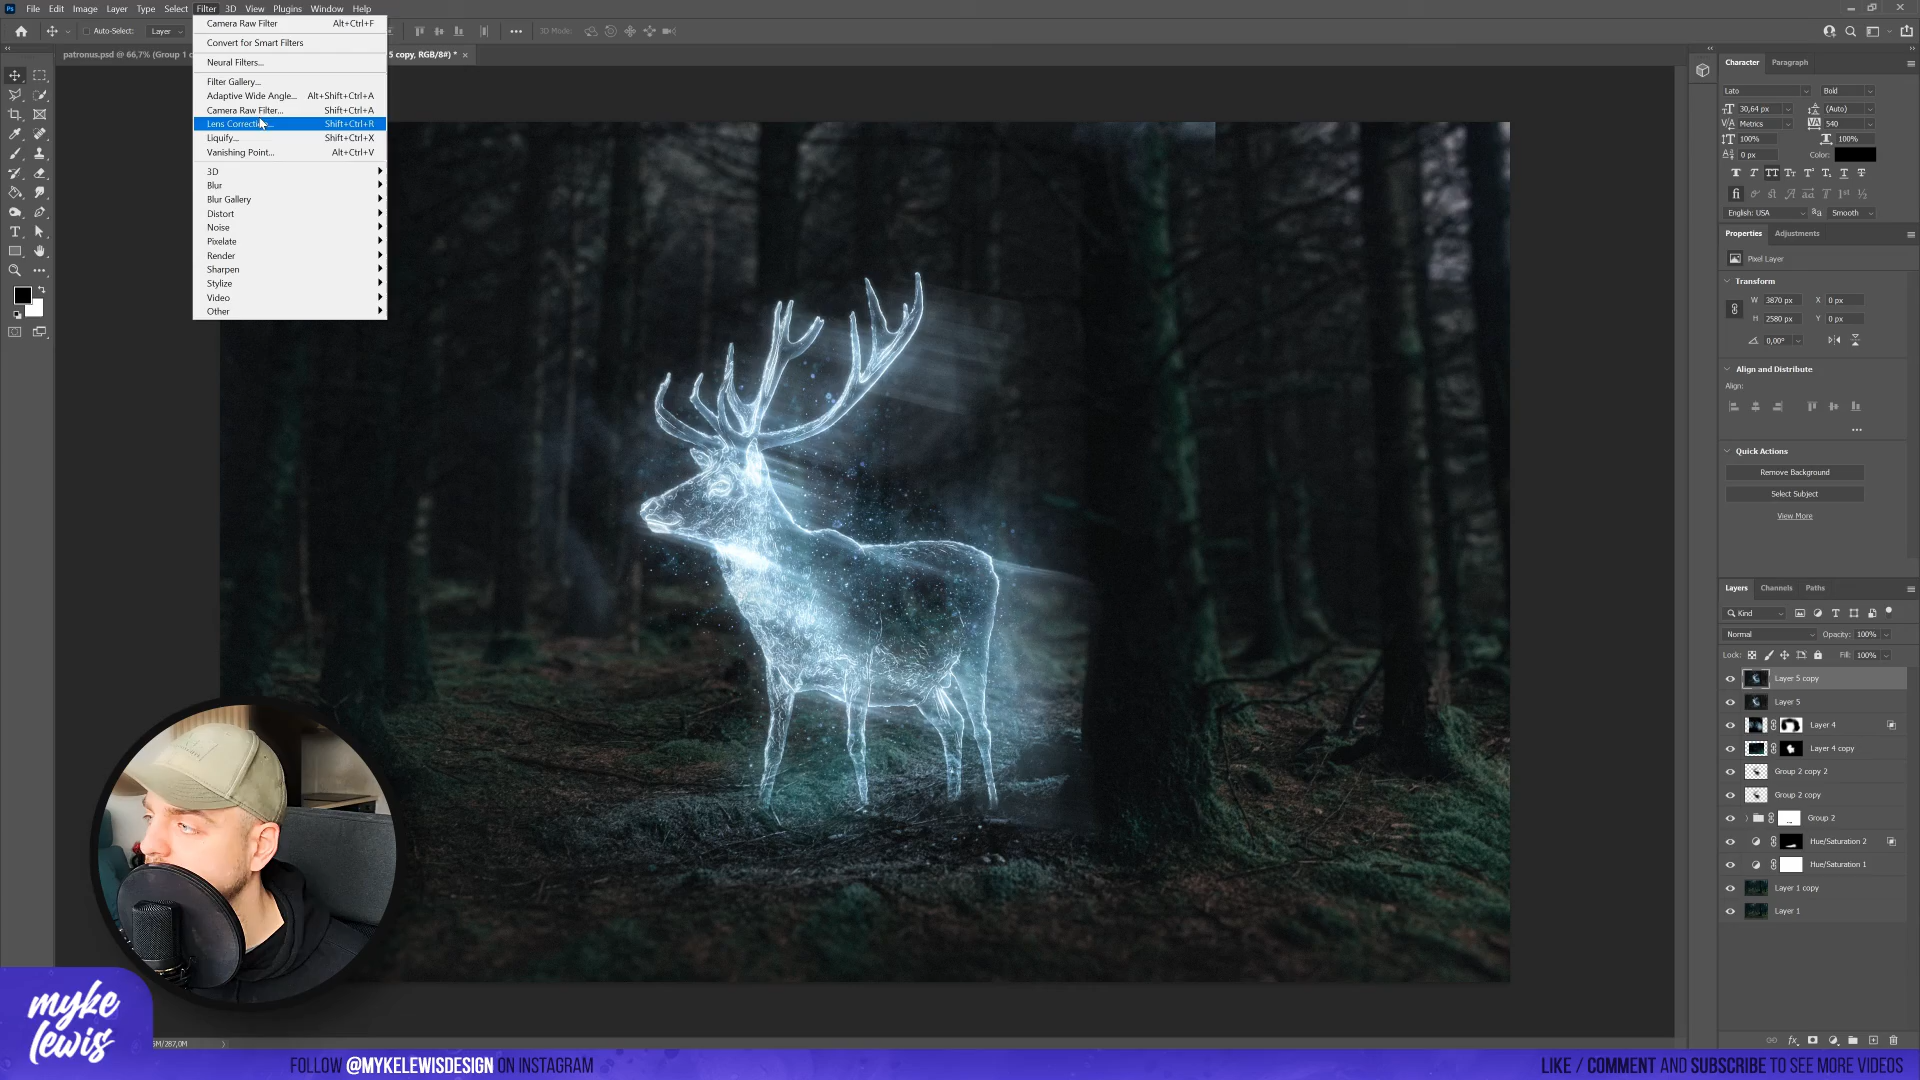 Ps File Edit Image Layer Type Select Filter 3D View Plugins Window Help
Auto-Select: Layer
3D Mode:
patronus.psd @ 66,7% (Group 1 c
5 copy, RGB/8#) *
Camera Raw Filter Alt+Ctrl+F
Convert for Smart Filters
Neural Filters...
Filter Gallery...
Adaptive Wide Angle... Alt+Shift+Ctrl+A
Camera Raw Filter... Shift+Ctrl+A
Lens Correction... Shift+Ctrl+R
Liquify... Shift+Ctrl+X
Vanishing Point... Alt+Ctrl+V
3D
Blur
Blur Gallery
Distort
Noise
Pixelate
Render
Sharpen
Stylize
Video
Other
Character Paragraph
Lato Bold
30,64 px (Auto)
Metrics 540
100% 100%
0 px Color:
English: USA Smooth
Properties Adjustments
Pixel Layer
Transform
W 3870 px X 0 px
H 2580 px Y 0 px
0,00°
Align and Distribute
Align:
Quick Actions
Remove Background
Select Subject
View More
Layers Channels Paths
Kind
Normal Opacity: 100%
Lock: Fill: 100%
Layer 5 copy
Layer 5
Layer 4
Layer 4 copy
Group 2 copy 2
Group 2 copy
Group 2
Hue/Saturation 2
Hue/Saturation 1
Layer 1 copy
Layer 1
myke
lewis
M/287,0M
FOLLOW @MYKELEWISDESIGN ON INSTAGRAM
LIKE / COMMENT AND SUBSCRIBE TO SEE MORE VIDEOS